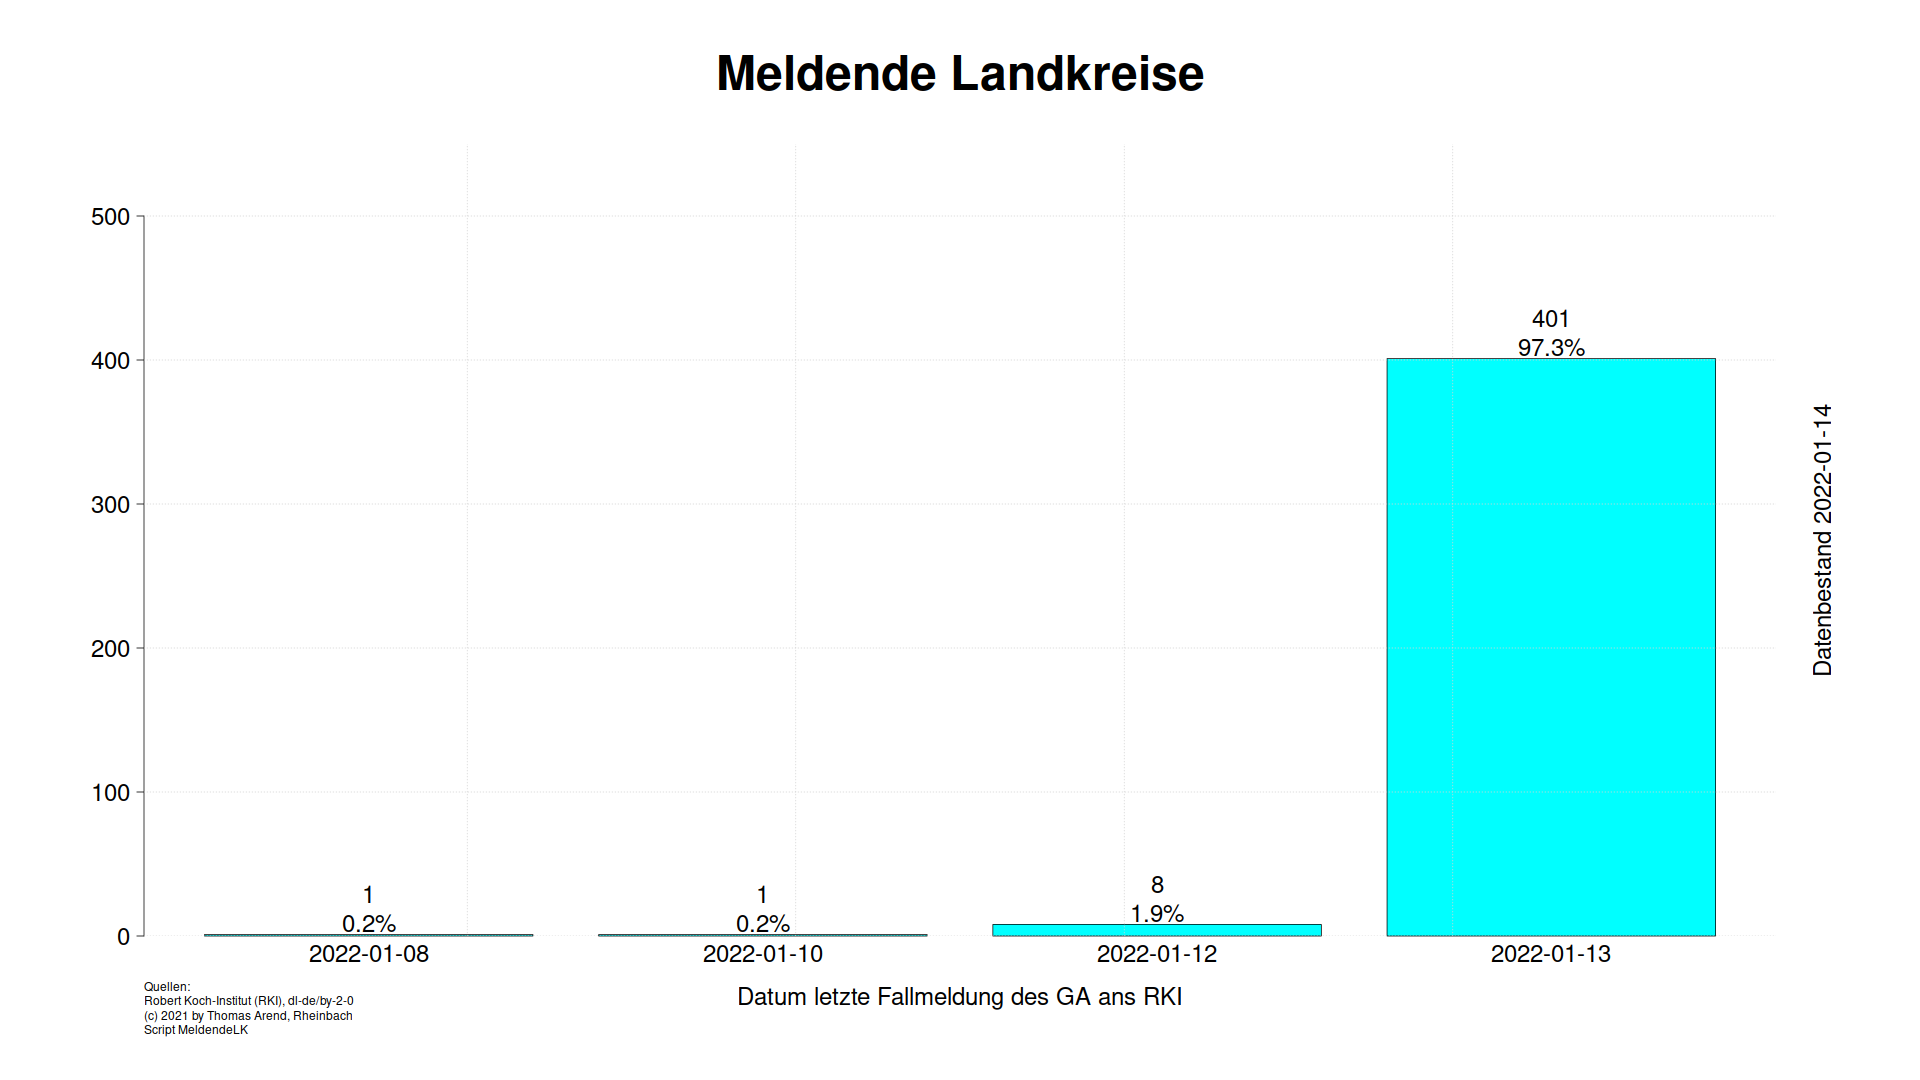 Meldende Landkreise
500
400
300
200
100
0
1
0.2%
1
0.2%
8
1.9%
401
97.3%
2022-01-08
2022-01-10
2022-01-12
2022-01-13
Datum letzte Fallmeldung des GA ans RKI
Datenbestand 2022-01-14
Quellen:
Robert Koch-Institut (RKI), dl-de/by-2-0
(c) 2021 by Thomas Arend, Rheinbach
Script MeldendeLK